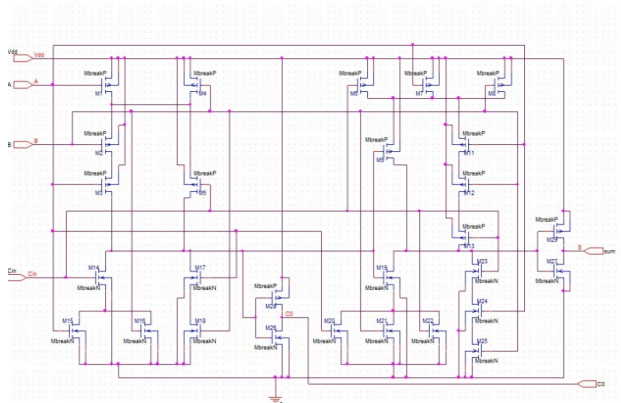 Vdd Vdd
MbreakP MbreakP MbreakP MbreakP MbreakP
A A
M1 M4 M6 M7 M8
B B
MbreakP MbreakP MbreakP
M2 M9 M11
MbreakP MbreakP MbreakP
M3 M5 M12
MbreakP MbreakP
M13
S sum
Cin Cin
M14 M17 M19 M23 M27
MbreakN MbreakN MbreakP MbreakN MbreakN MbreakN
C0
M24
M15 M16 M18 M26 M20 M21 M22 MbreakN
MbreakN MbreakN MbreakN MbreakN MbreakN MbreakN MbreakN
M25
MbreakN
C0